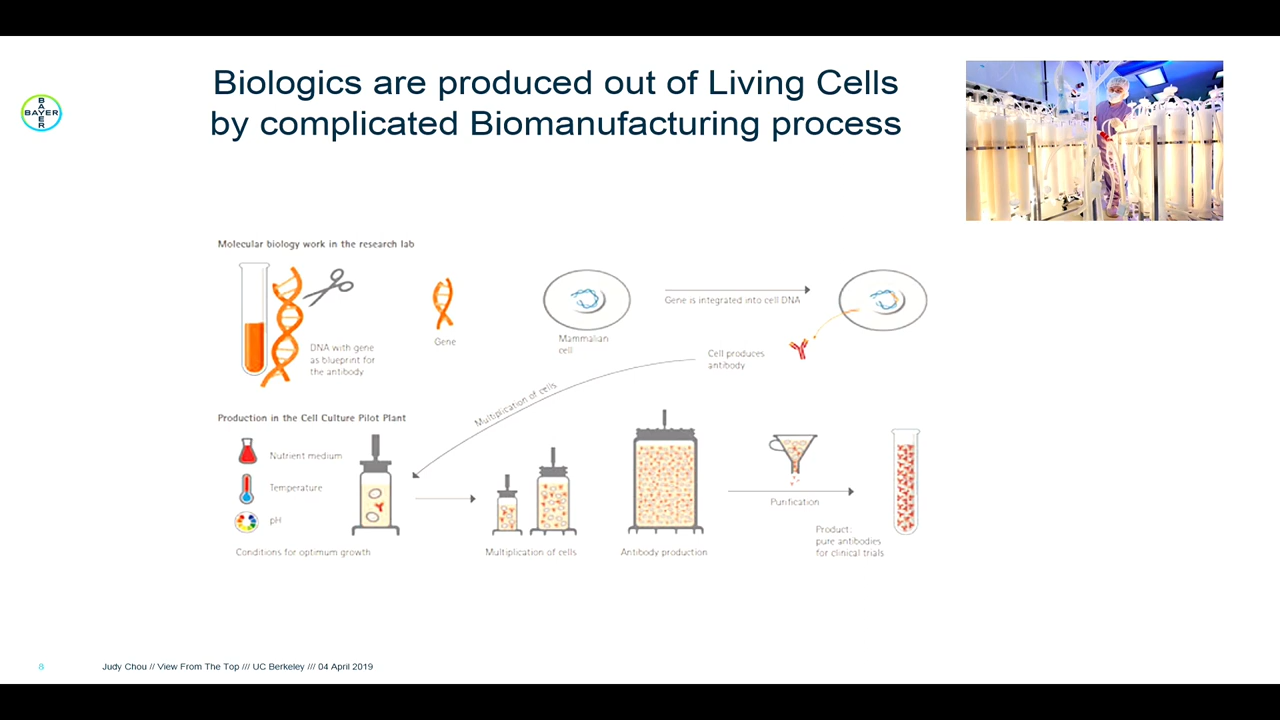 Biologics are produced out of Living Cells
by complicated Biomanufacturing process
BAYER
BAYER
Molecular biology work in the research lab
DNA with gene
as blueprint for
the antibody
Gene
Mammalian
cell
Gene is integrated into cell DNA
Cell produces
antibody
Multiplication of cells
Production in the Cell Culture Pilot Plant
Nutrient medium
Temperature
pH
Conditions for optimum growth
Multiplication of cells
Antibody production
Purification
Product:
pure antibodies
for clinical trials
8
Judy Chou // View From The Top /// UC Berkeley /// 04 April 2019